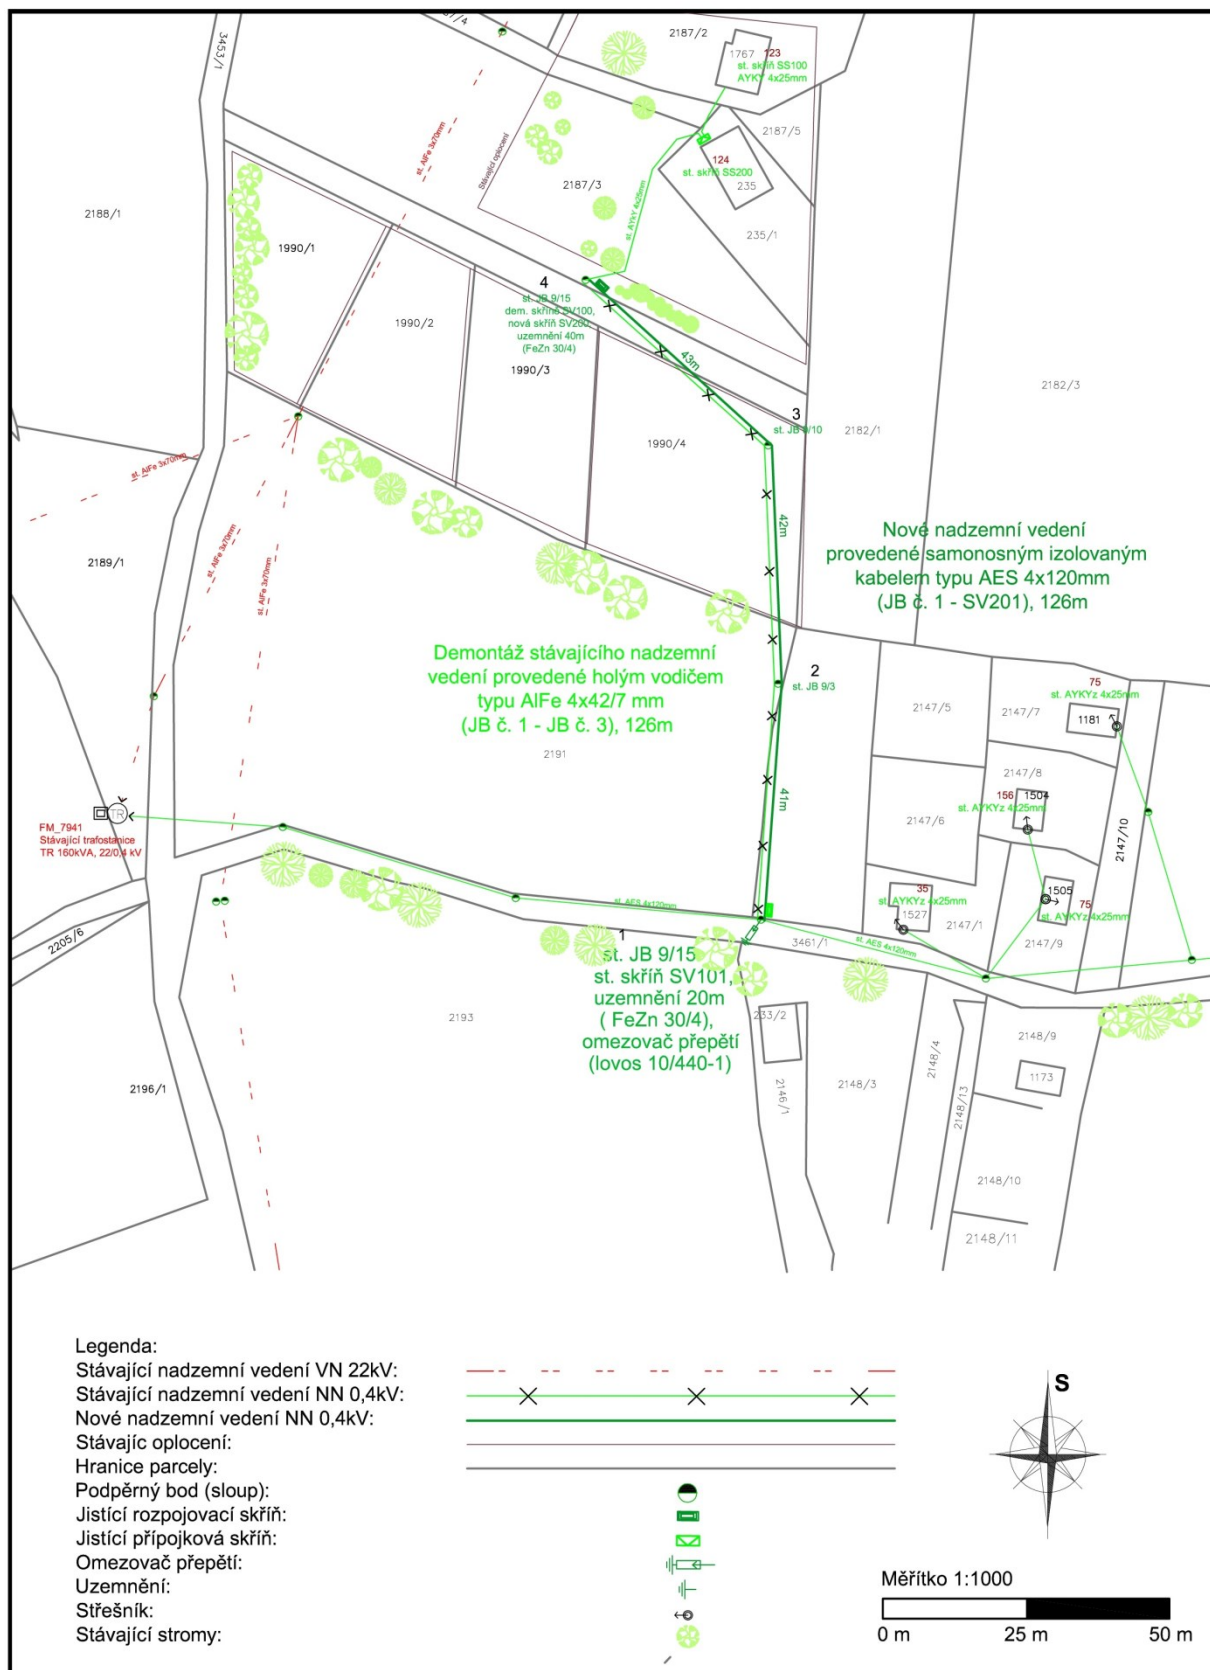 3453/1
2187/2
1767
123
st. skříň SS100
AYKY 4x25mm
2187/5
124
st. skříň SS200
235
235/1
2187/3
Stávající oplocení
st. AlFe 3x70mm
st. AYKY 4x25mm
2188/1
1990/1
1990/2
1990/3
1990/4
4
st. JB 9/15
dem. skříně SV100,
nová skříň SV200,
uzemnění 40m
(FeZn 30/4)
43m
3
st. JB 9/10
2182/1
2182/3
42m
st. AlFe 3x70mm
st. AlFe 3x70mm
st. AlFe 3x70mm
2189/1
Nové nadzemní vedení
provedené samonosným izolovaným
kabelem typu AES 4x120mm
(JB č. 1 - SV201), 126m
Demontáž stávajícího nadzemní
vedení provedené holým vodičem
typu AlFe 4x42/7 mm
(JB č. 1 - JB č. 3), 126m
2191
2
st. JB 9/3
41m
2147/5
2147/7
75
st. AYKYz 4x25mm
1181
2147/8
156
1504
st. AYKYz 4x25mm
2147/6
2147/10
1505
75
st. AYKYz 4x25mm
35
st. AYKYz 4x25mm
1527
2147/1
2147/9
TR
FM_7941
Stávající trafostanice
TR 160kVA, 22/0,4 kV
2205/6
st. AES 4x120mm
st. AES 4x120mm
3461/1
1
st. JB 9/15
st. skříň SV101,
uzemnění 20m
( FeZn 30/4),
omezovač přepětí
(lovos 10/440-1)
2193
2196/1
233/2
2146/1
2148/3
2148/4
2148/13
2148/9
1173
2148/10
2148/11
Legenda:
Stávající nadzemní vedení VN 22kV:
Stávající nadzemní vedení NN 0,4kV:
Nové nadzemní vedení NN 0,4kV:
Stávajíc oplocení:
Hranice parcely:
Podpěrný bod (sloup):
Jistící rozpojovací skříň:
Jistící přípojková skříň:
Omezovač přepětí:
Uzemnění:
Střešník:
Stávající stromy:
S
Měřítko 1:1000
0 m
25 m
50 m